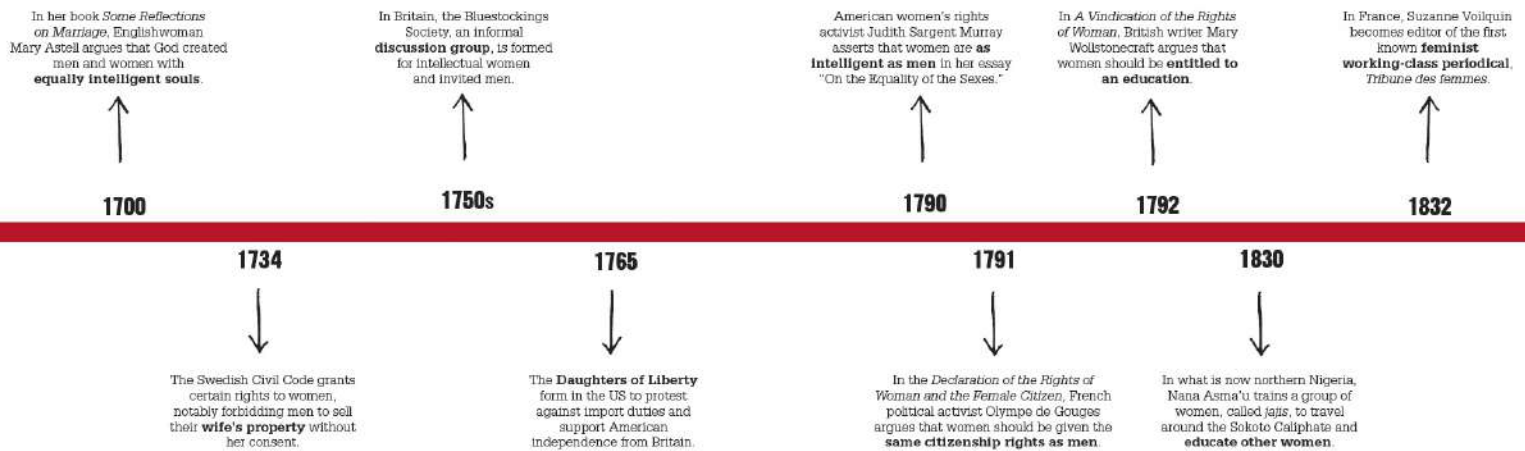 In her book Some Reflections
on Marriage, Englishwoman
Mary Astell argues that God created
men and women with
equally intelligent souls.
1700
1734
The Swedish Civil Code grants
certain rights to women,
notably forbidding men to sell
their wife's property without
her consent.
In Britain, the Bluestockings
Society, an informal
discussion group, is formed
for intellectual women
and invited men.
1750s
1765
The Daughters of Liberty
form in the US to protest
against import duties and
support American
independence from Britain.
American women's rights
activist Judith Sargent Murray
asserts that women are as
intelligent as men in her essay
"On the Equality of the Sexes."
1790
1791
In the Declaration of the Rights of
Woman and the Female Citizen, French
political activist Olympe de Gouges
argues that women should be given the
same citizenship rights as men.
In A Vindication of the Rights
of Woman, British writer Mary
Wollstonecraft argues that
women should be entitled to
an education.
1792
1830
In what is now northern Nigeria,
Nana Asma'u trains a group of
women, called jajis, to travel
around the Sokoto Caliphate and
educate other women.
In France, Suzanne Voilquin
becomes editor of the first
known feminist
working-class periodical,
Tribune des femmes.
1832